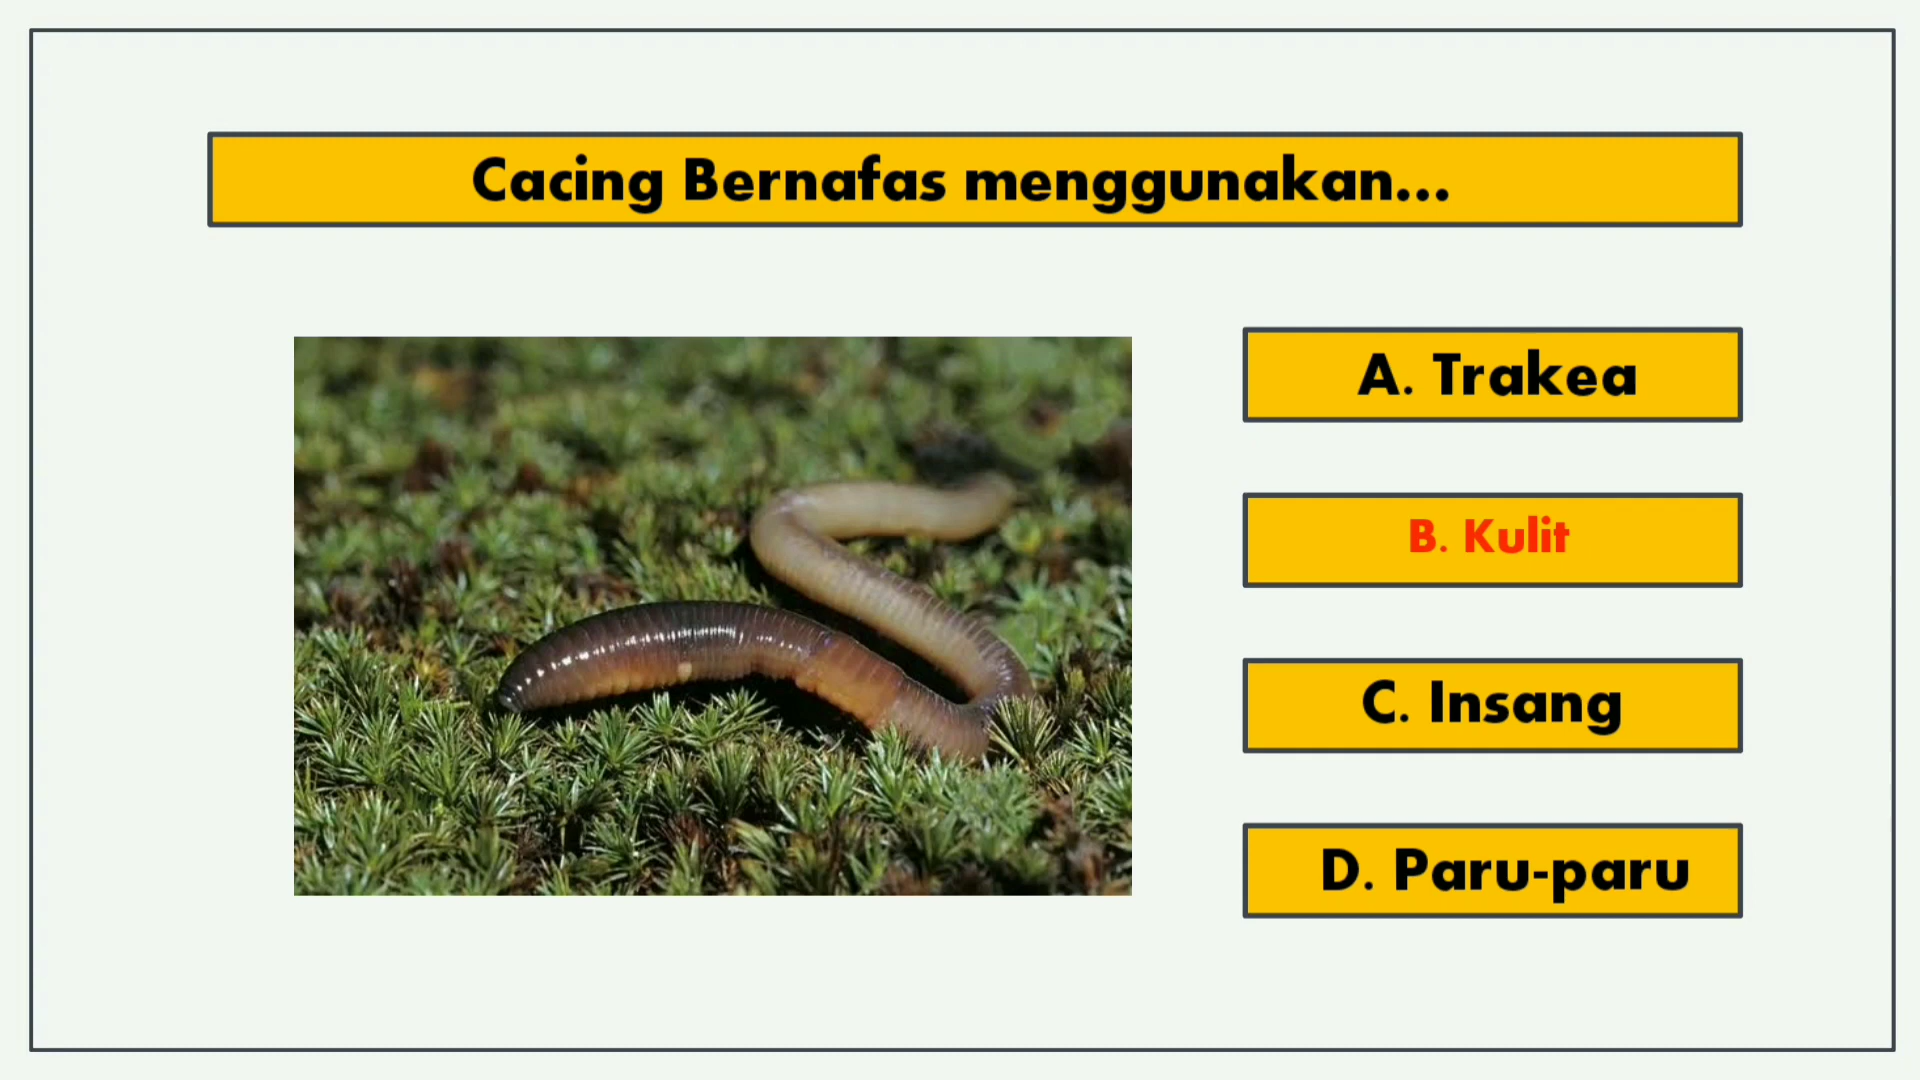 Cacing Bernafas menggunakan...
A. Trakea
B. Kulit
C. Insang
D. Paru-paru